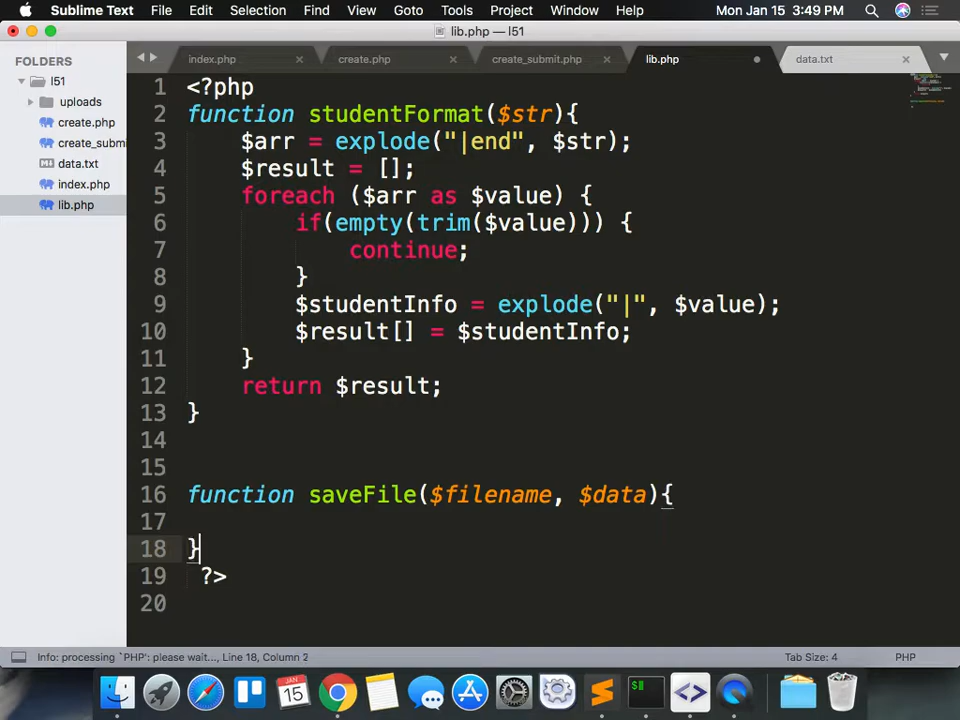 Sublime Text File Edit Selection Find View Goto Tools Project Window Help Mon Jan 15 3:49 PM
lib.php — l51
FOLDERS
l51
uploads
create.php
create_submi
data.txt
index.php
lib.php
index.php × create.php × create_submit.php × lib.php data.txt ×
1 <?php
2 function studentFormat($str){
3     $arr = explode("|end", $str);
4     $result = [];
5     foreach ($arr as $value) {
6         if(empty(trim($value))) {
7             continue;
8         }
9         $studentInfo = explode("|", $value);
10         $result[] = $studentInfo;
11     }
12     return $result;
13 }
14
15
16 function saveFile($filename, $data){
17
18 }
19  ?>
20
Info: processing `PHP': please wait..., Line 18, Column 2 Tab Size: 4 PHP
JAN
15
$